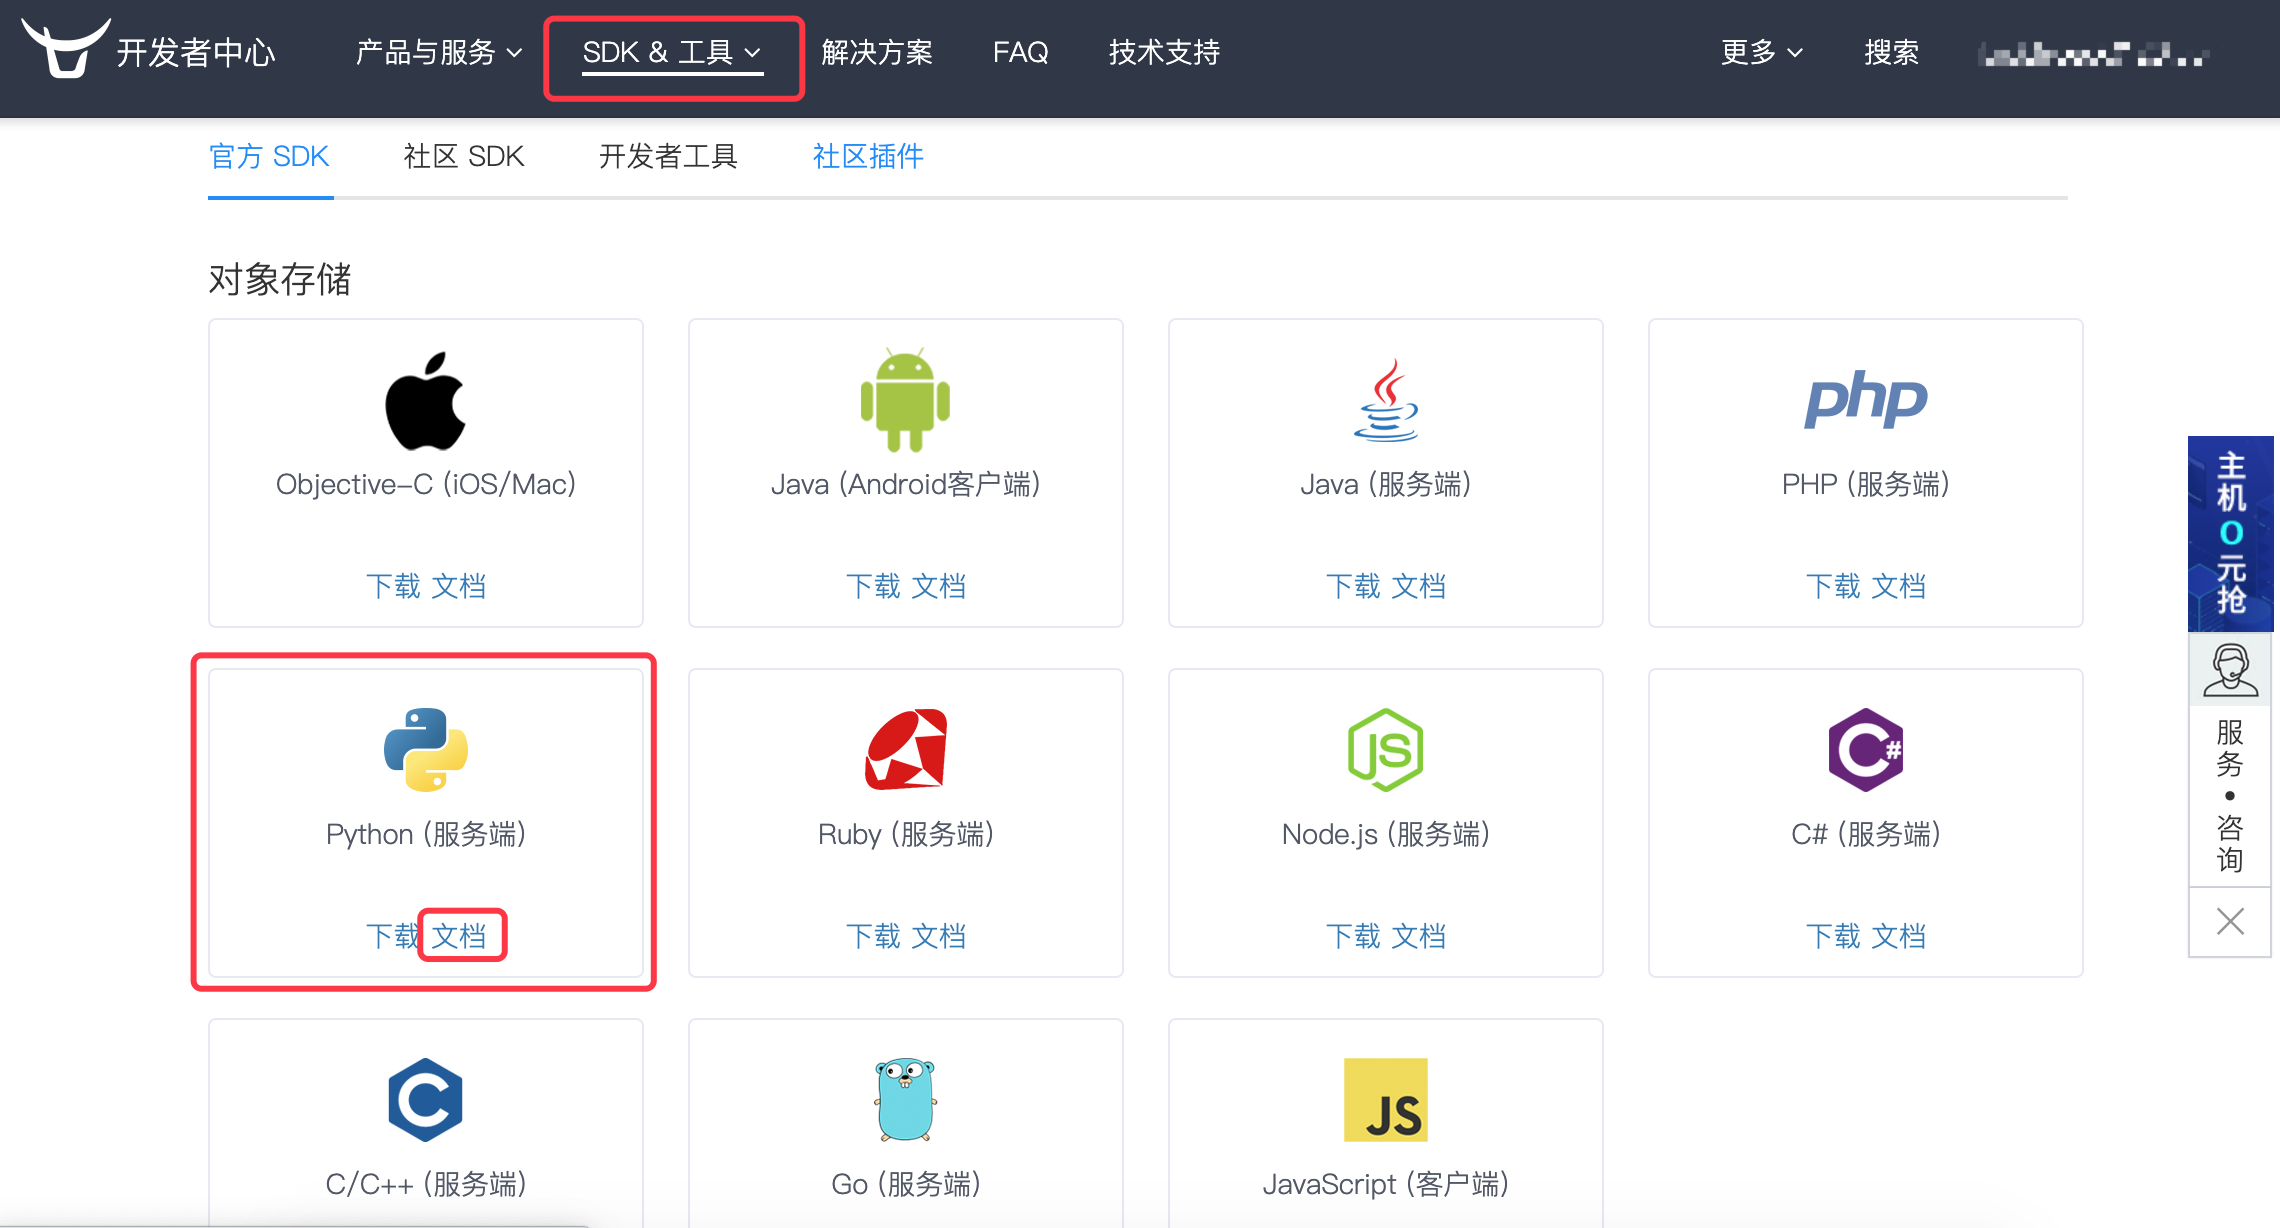 开发者中心 产品与服务 SDK & 工具 解决方案 FAQ 技术支持 更多 搜索
官方 SDK 社区 SDK 开发者工具 社区插件
对象存储
php
Objective-C (iOS/Mac) Java (Android客户端) Java (服务端) PHP (服务端)
下载 文档 下载 文档 下载 文档 下载 文档
JS C#
Python (服务端) Ruby (服务端) Node.js (服务端) C# (服务端)
下载 文档 下载 文档 下载 文档 下载 文档
C JS
C/C++ (服务端) Go (服务端) JavaScript (客户端)
主机0元抢
服务·咨询